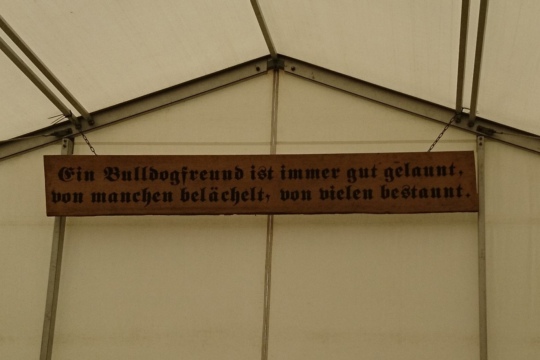 Ein Bulldogfreund ist immer gut gelaunt,
von manchen belächelt, von vielen bestaunt.